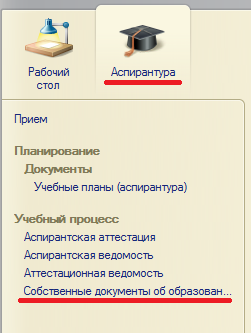 Рабочий
стол
Аспирантура
Прием
Планирование
Документы
Учебные планы (аспирантура)
Учебный процесс
Аспирантская аттестация
Аспирантская ведомость
Аттестационная ведомость
Собственные документы об образован...